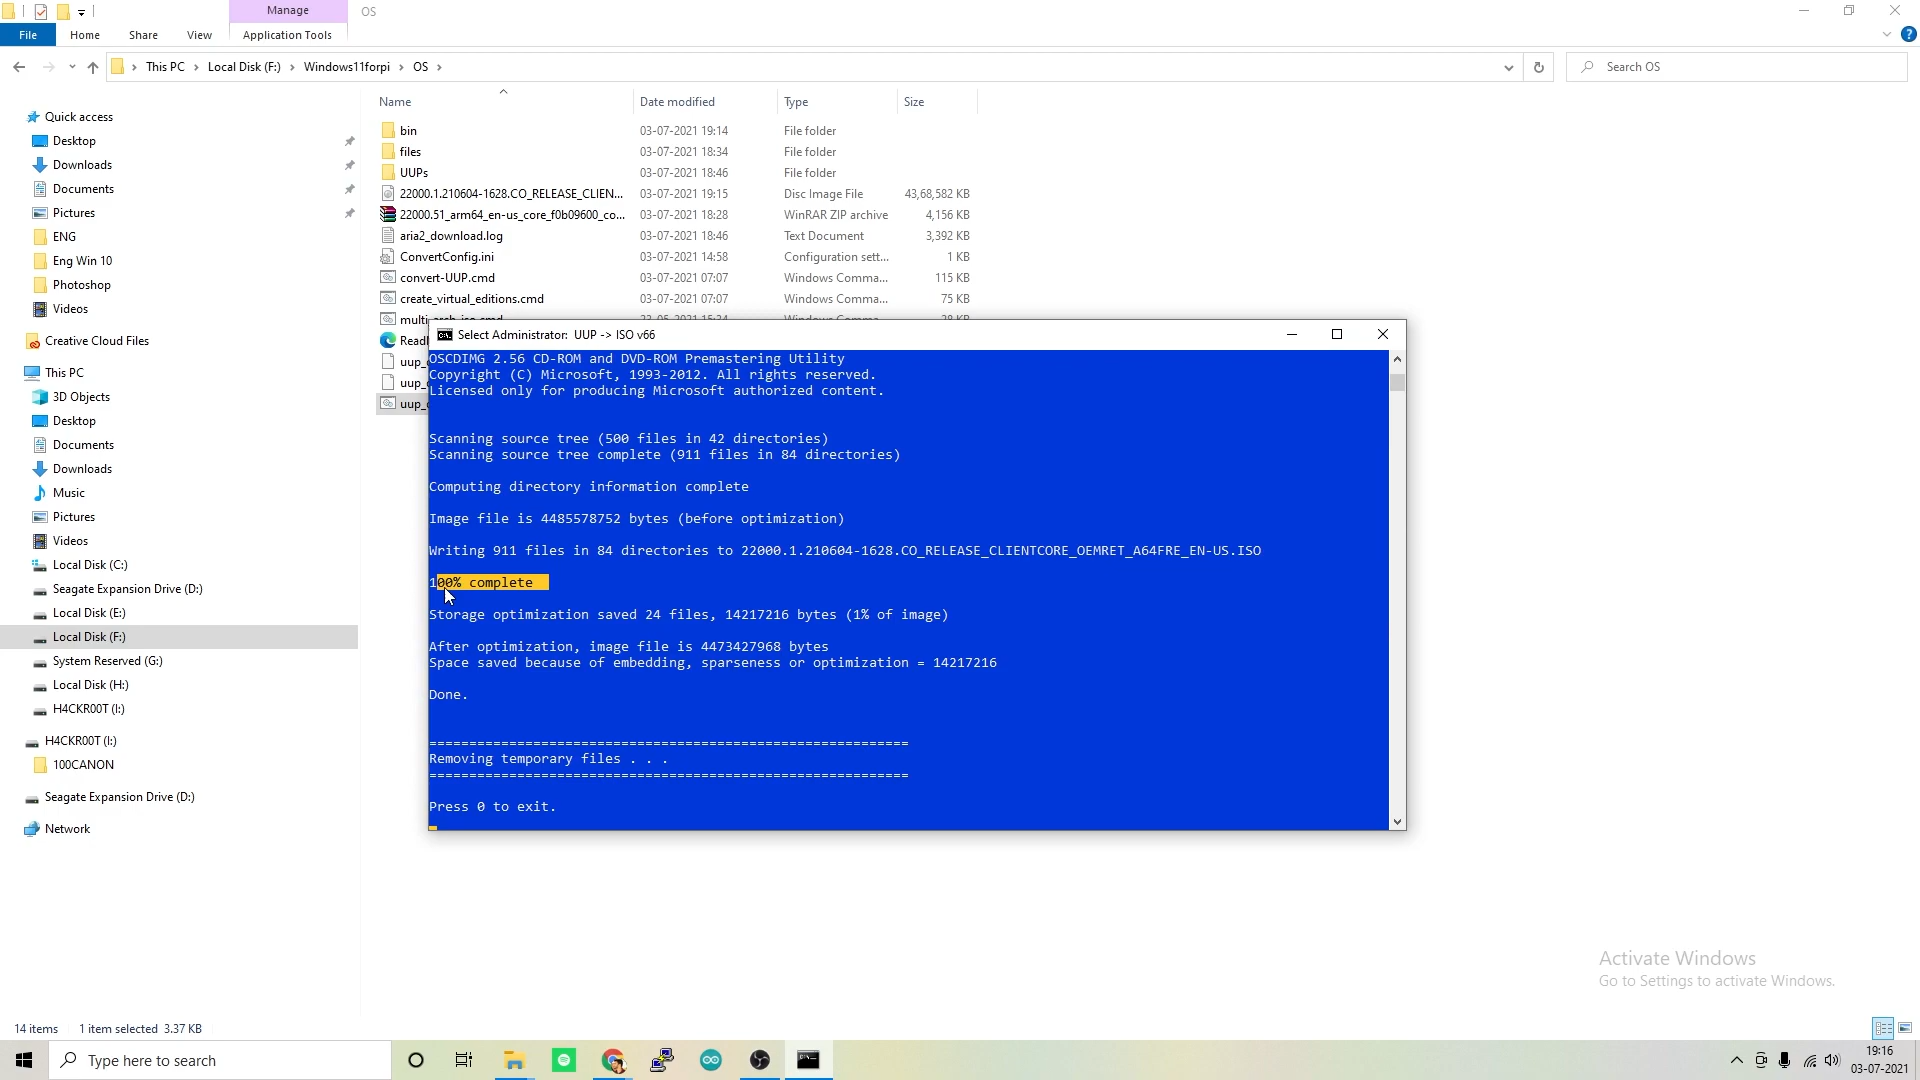 Manage
OS
File
Home
Share
View
Application Tools
This PC
Local Disk (F:)
Windows11forpi
OS
Search OS
Name
Date modified
Type
Size
Quick access
Desktop
Downloads
Documents
Pictures
ENG
Eng Win 10
Photoshop
Videos
Creative Cloud Files
This PC
3D Objects
Desktop
Documents
Downloads
Music
Pictures
Videos
Local Disk (C:)
Seagate Expansion Drive (D:)
Local Disk (E:)
Local Disk (F:)
System Reserved (G:)
Local Disk (H:)
H4CKR00T (I:)
H4CKR00T (I:)
100CANON
Seagate Expansion Drive (D:)
Network
bin 03-07-2021 19:14 File folder
files 03-07-2021 18:34 File folder
UUPs 03-07-2021 18:46 File folder
22000.1.210604-1628.CO_RELEASE_CLIEN... 03-07-2021 19:15 Disc Image File 43,68,582 KB
22000.51_arm64_en-us_core_f0b09600_co... 03-07-2021 18:28 WinRAR ZIP archive 4,156 KB
aria2_download.log 03-07-2021 18:46 Text Document 3,392 KB
ConvertConfig.ini 03-07-2021 14:58 Configuration sett... 1 KB
convert-UUP.cmd 03-07-2021 07:07 Windows Comma... 115 KB
create_virtual_editions.cmd 03-07-2021 07:07 Windows Comma... 75 KB
Select Administrator: UUP -> ISO v66
OSCDIMG 2.56 CD-ROM and DVD-ROM Premastering Utility
Copyright (C) Microsoft, 1993-2012. All rights reserved.
Licensed only for producing Microsoft authorized content.
Scanning source tree (500 files in 42 directories)
Scanning source tree complete (911 files in 84 directories)
Computing directory information complete
Image file is 4485578752 bytes (before optimization)
Writing 911 files in 84 directories to 22000.1.210604-1628.CO_RELEASE_CLIENTCORE_OEMRET_A64FRE_EN-US.ISO
100% complete
Storage optimization saved 24 files, 14217216 bytes (1% of image)
After optimization, image file is 4473427968 bytes
Space saved because of embedding, sparseness or optimization = 14217216
Done.
============================================================
Removing temporary files . . .
============================================================
Press 0 to exit.
Activate Windows
Go to Settings to activate Windows.
14 items
1 item selected 3.37 KB
Type here to search
19:16
03-07-2021